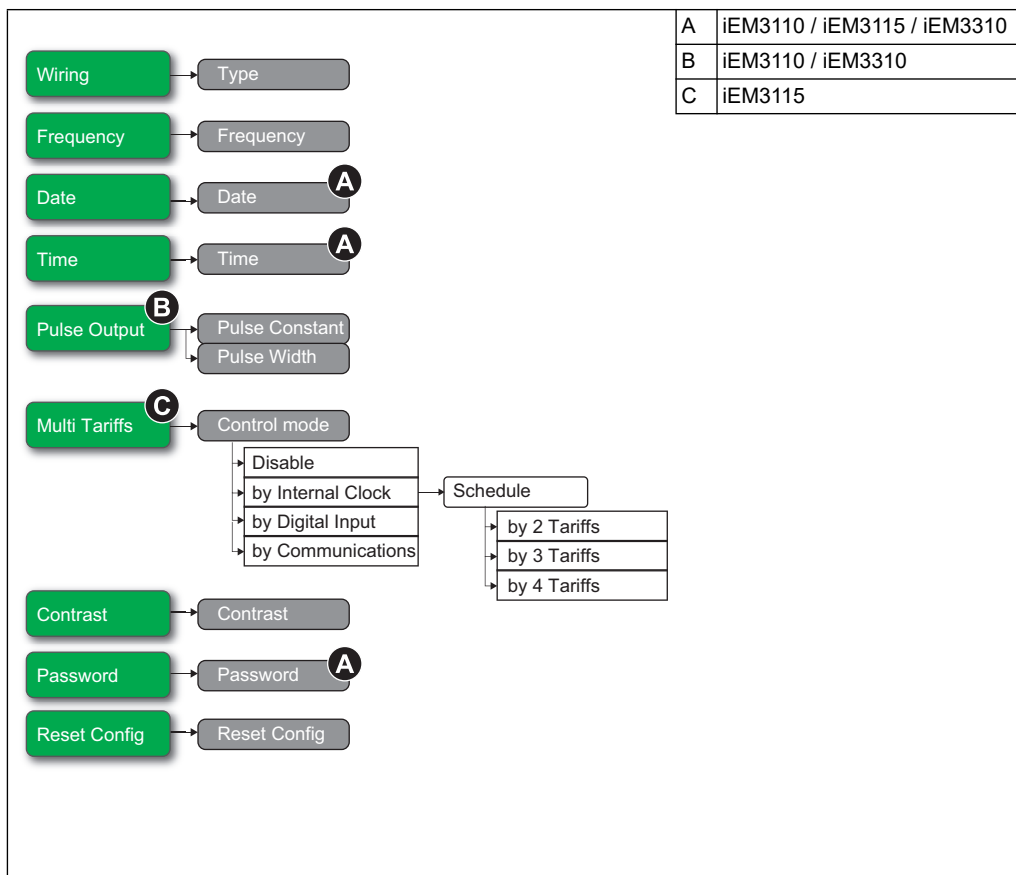 A iEM3110 / iEM3115 / iEM3310
B iEM3110 / iEM3310
C iEM3115
Wiring
Type
Frequency
Frequency
Date
Date
A
Time
Time
A
Pulse Output
B
Pulse Constant
Pulse Width
Multi Tariffs
C
Control mode
Disable
by Internal Clock
by Digital Input
by Communications
Schedule
by 2 Tariffs
by 3 Tariffs
by 4 Tariffs
Contrast
Contrast
Password
Password
A
Reset Config
Reset Config